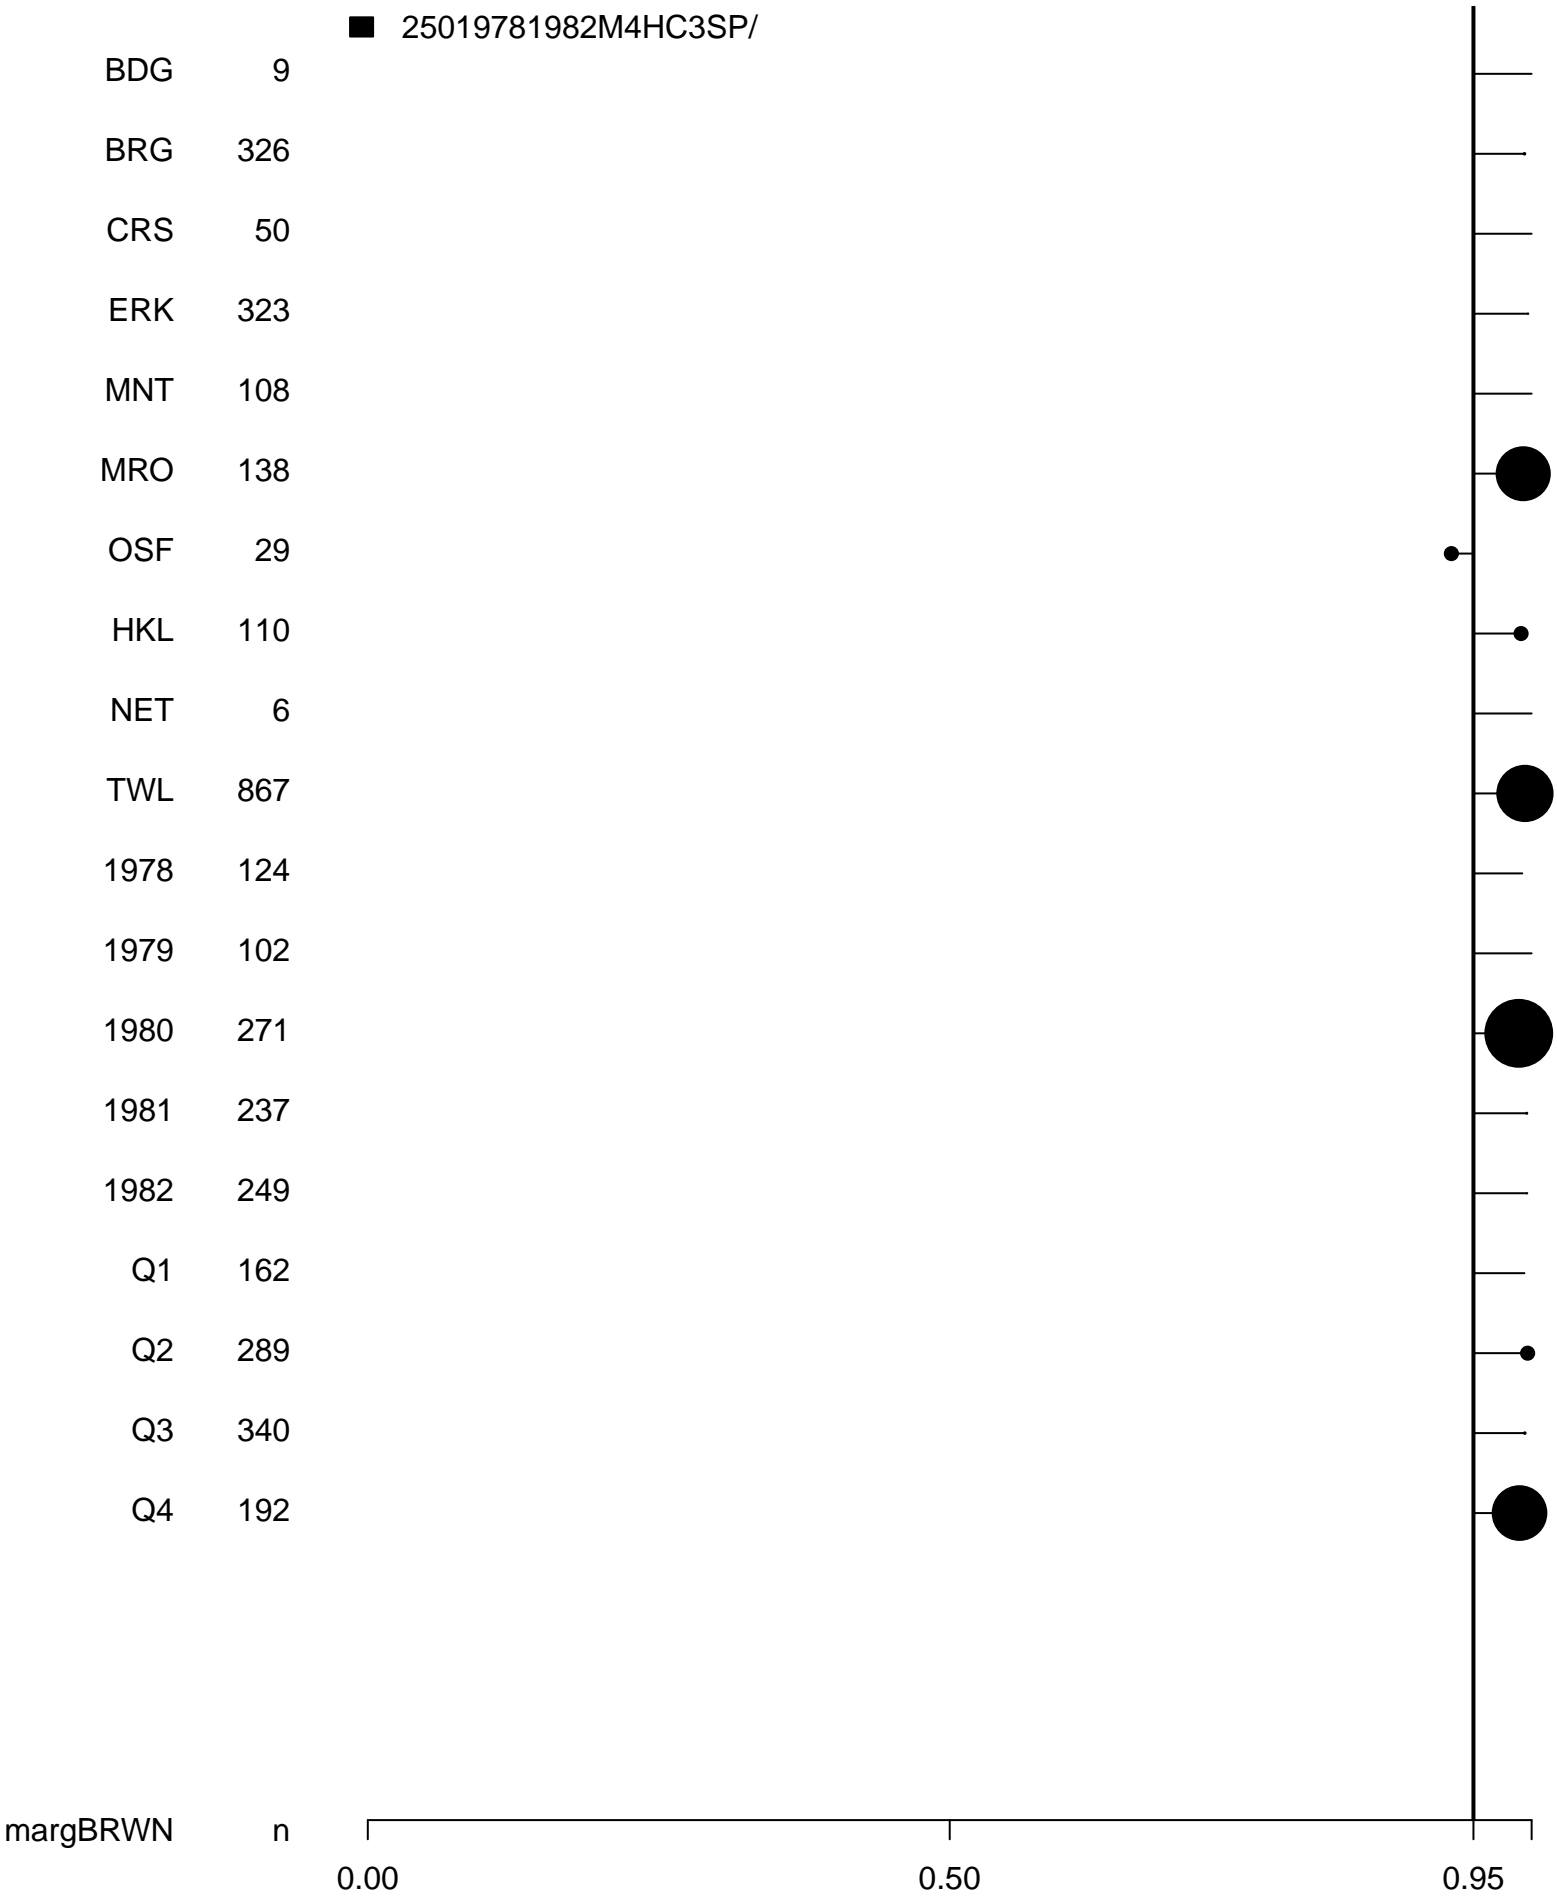 25019781982M4HC3SP/
BDG 9
BRG 326
CRS 50
ERK 323
MNT 108
MRO 138
OSF 29
HKL 110
NET 6
TWL 867
1978 124
1979 102
1980 271
1981 237
1982 249
Q1 162
Q2 289
Q3 340
Q4 192
margBRWN n
0.00 0.50 0.95